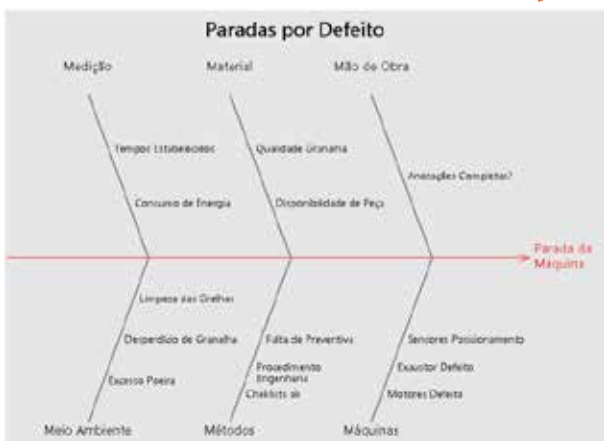 Paradas por Defeito
Medição
Material
Mão de Obra
Tempos Estabelecidos
Qualidade Granalha
Anotações Completas?
Consumo de Energia
Disponibilidade de Peça
Parada da
Máquina
Limpeza das Grelhas
Desperdício de Granalha
Falta de Preventiva
Sensores Posicionamento
Excesso Poeira
Procedimento
Engenharia
Exaustor Defeito
ok
Motores Defeito
Meio Ambiente
Métodos
Máquinas